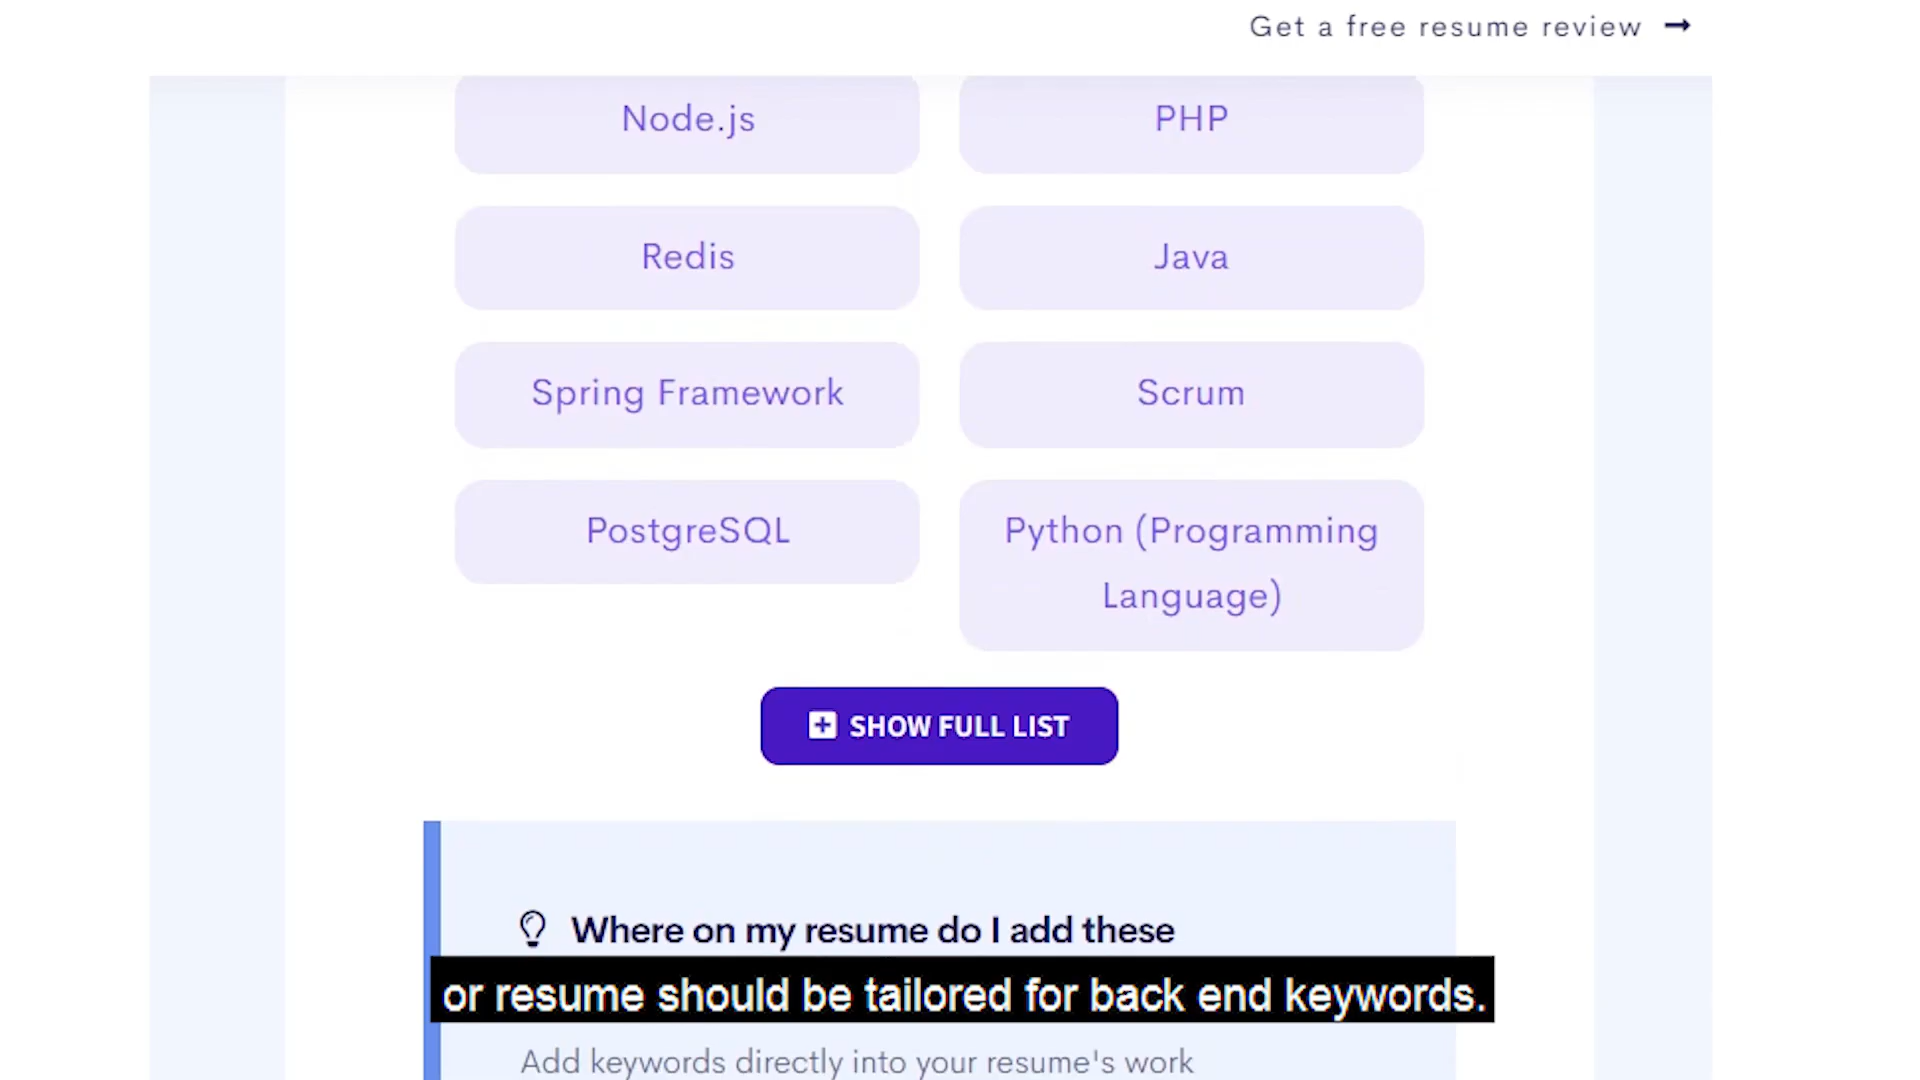 Get a free resume review →
Node.js
PHP
Redis
Java
Spring Framework
Scrum
PostgreSQL
Python (Programming
Language)
SHOW FULL LIST
Where on my resume do I add these
or resume should be tailored for back end keywords.
Add keywords directly into your resume's work